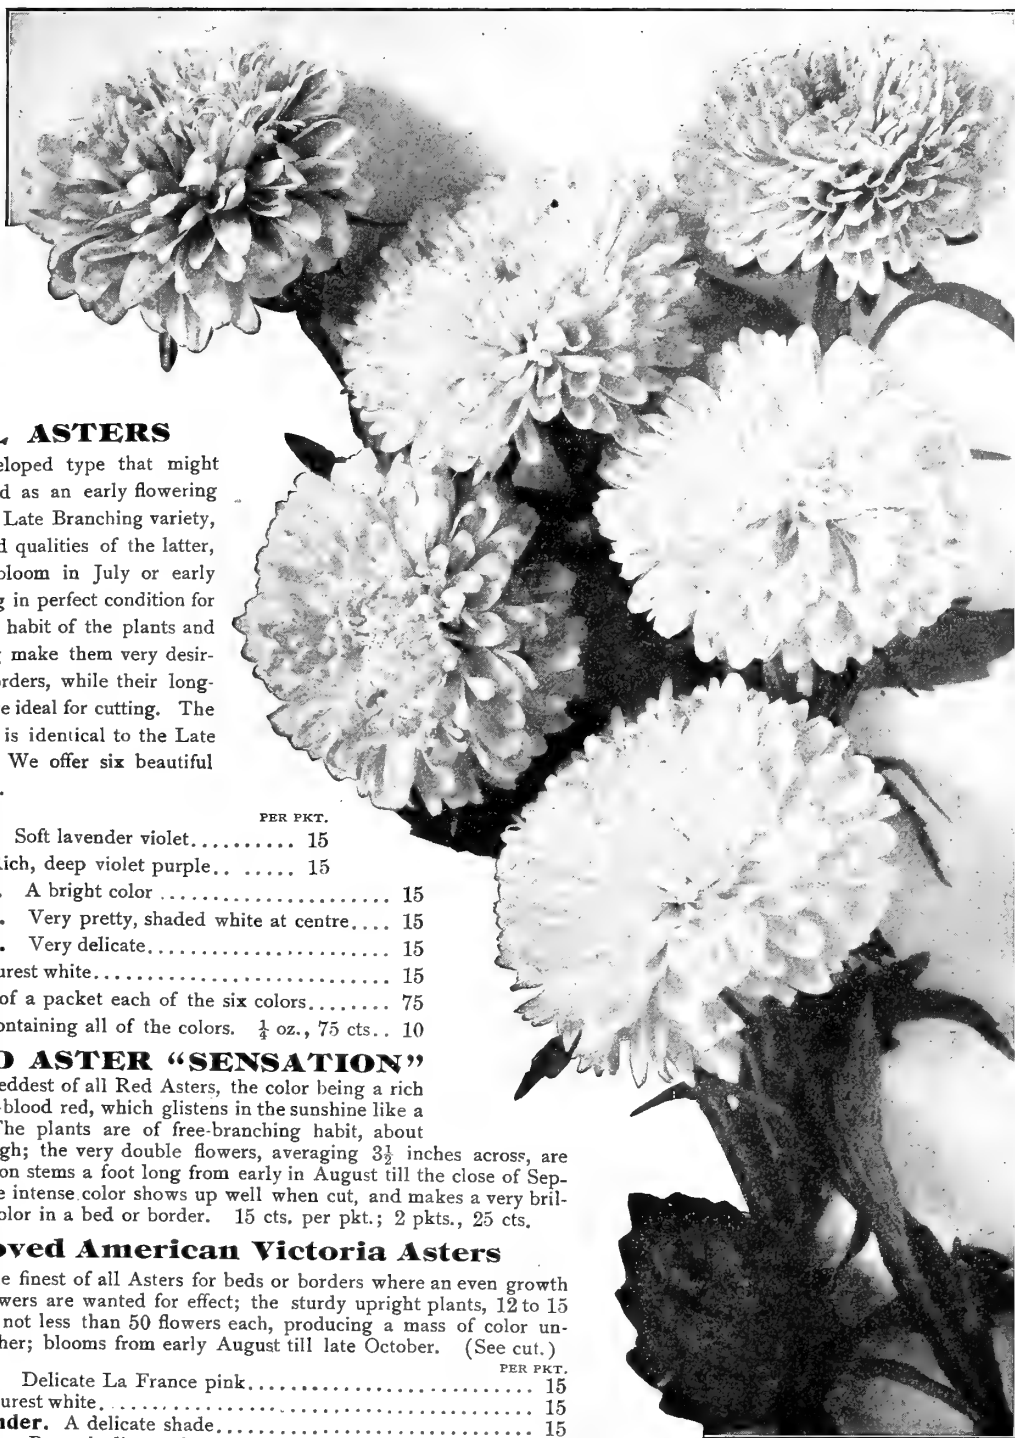 ASTERS
eloped type that might
d as an early flowering
Late Branching variety,
d qualities of the latter,
bloom in July or early
g in perfect condition for
habit of the plants and
make them very desir-
orders, while their long-
e ideal for cutting. The
is identical to the Late
We offer six beautiful
PER PKT.
Soft lavender violet.......... 15
Rich, deep violet purple.. ...... 15
. A bright color ........................ 15
. Very pretty, shaded white at centre.... 15
. Very delicate............................ 15
urest white.................................. 15
of a packet each of the six colors........ 75
ontaining all of the colors. ¼ oz., 75 cts.. 10
D ASTER “SENSATION”
eddest of all Red Asters, the color being a rich
-blood red, which glistens in the sunshine like a
The plants are of free-branching habit, about
gh; the very double flowers, averaging 3½ inches across, are
on stems a foot long from early in August till the close of Sep-
e intense color shows up well when cut, and makes a very bril-
olor in a bed or border. 15 cts. per pkt.; 2 pkts., 25 cts.
oved American Victoria Asters
e finest of all Asters for beds or borders where an even growth
wers are wanted for effect; the sturdy upright plants, 12 to 15
not less than 50 flowers each, producing a mass of color un-
her; blooms from early August till late October. (See cut.)
PER PKT.
Delicate La France pink.............................. 15
urest white.............................................. 15
nder. A delicate shade.................................. 15